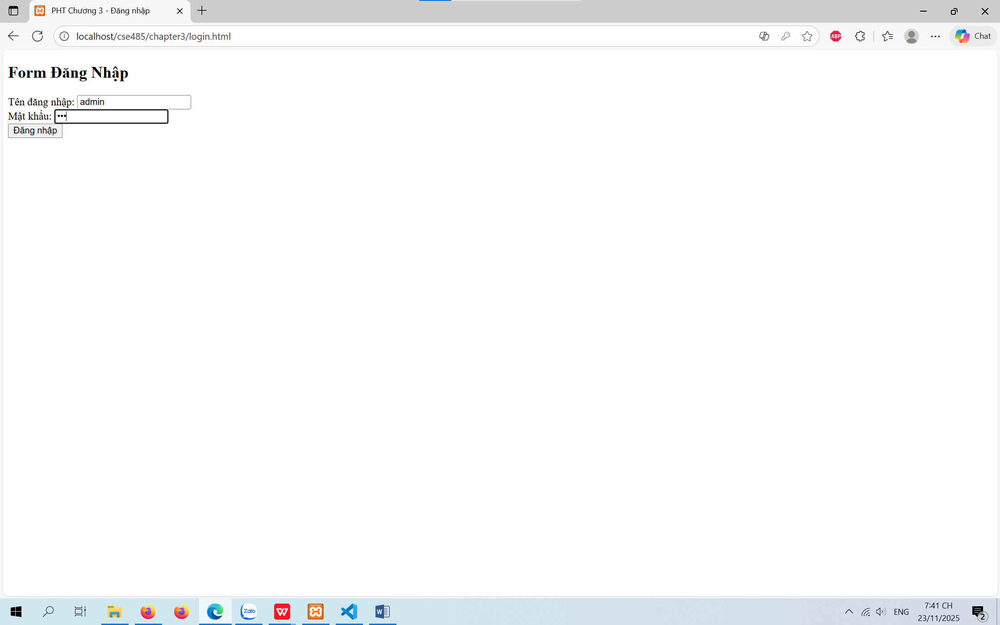 PHT Chương 3 - Đăng nhập
localhost/cse485/chapter3/login.html
ABP
Chat
Form Đăng Nhập
Tên đăng nhập: admin
Mật khẩu: •••
Đăng nhập
Zalo
W
W
ENG
7:41 CH
23/11/2025
2